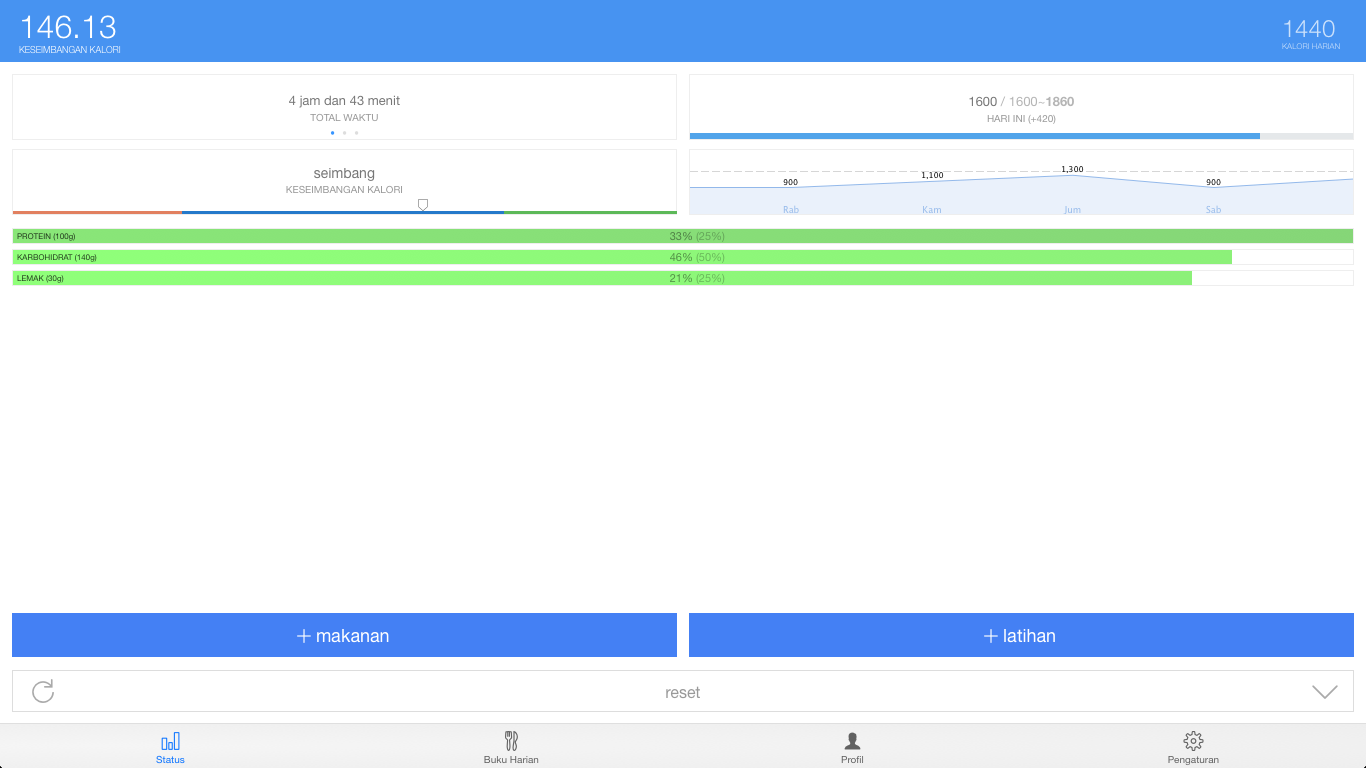 146.13
KESEIMBANGAN KALORI
1440
KALORI HARIAN
4 jam dan 43 menit
TOTAL WAKTU
1600 / 1600~1860
HARI INI (+420)
seimbang
KESEIMBANGAN KALORI
900
1,100
1,300
900
Rab
Kam
Jum
Sab
PROTEIN (100g) 33% (25%)
KARBOHIDRAT (140g) 46% (50%)
LEMAK (30g) 21% (25%)
+ makanan
+ latihan
reset
Status
Buku Harian
Profil
Pengaturan